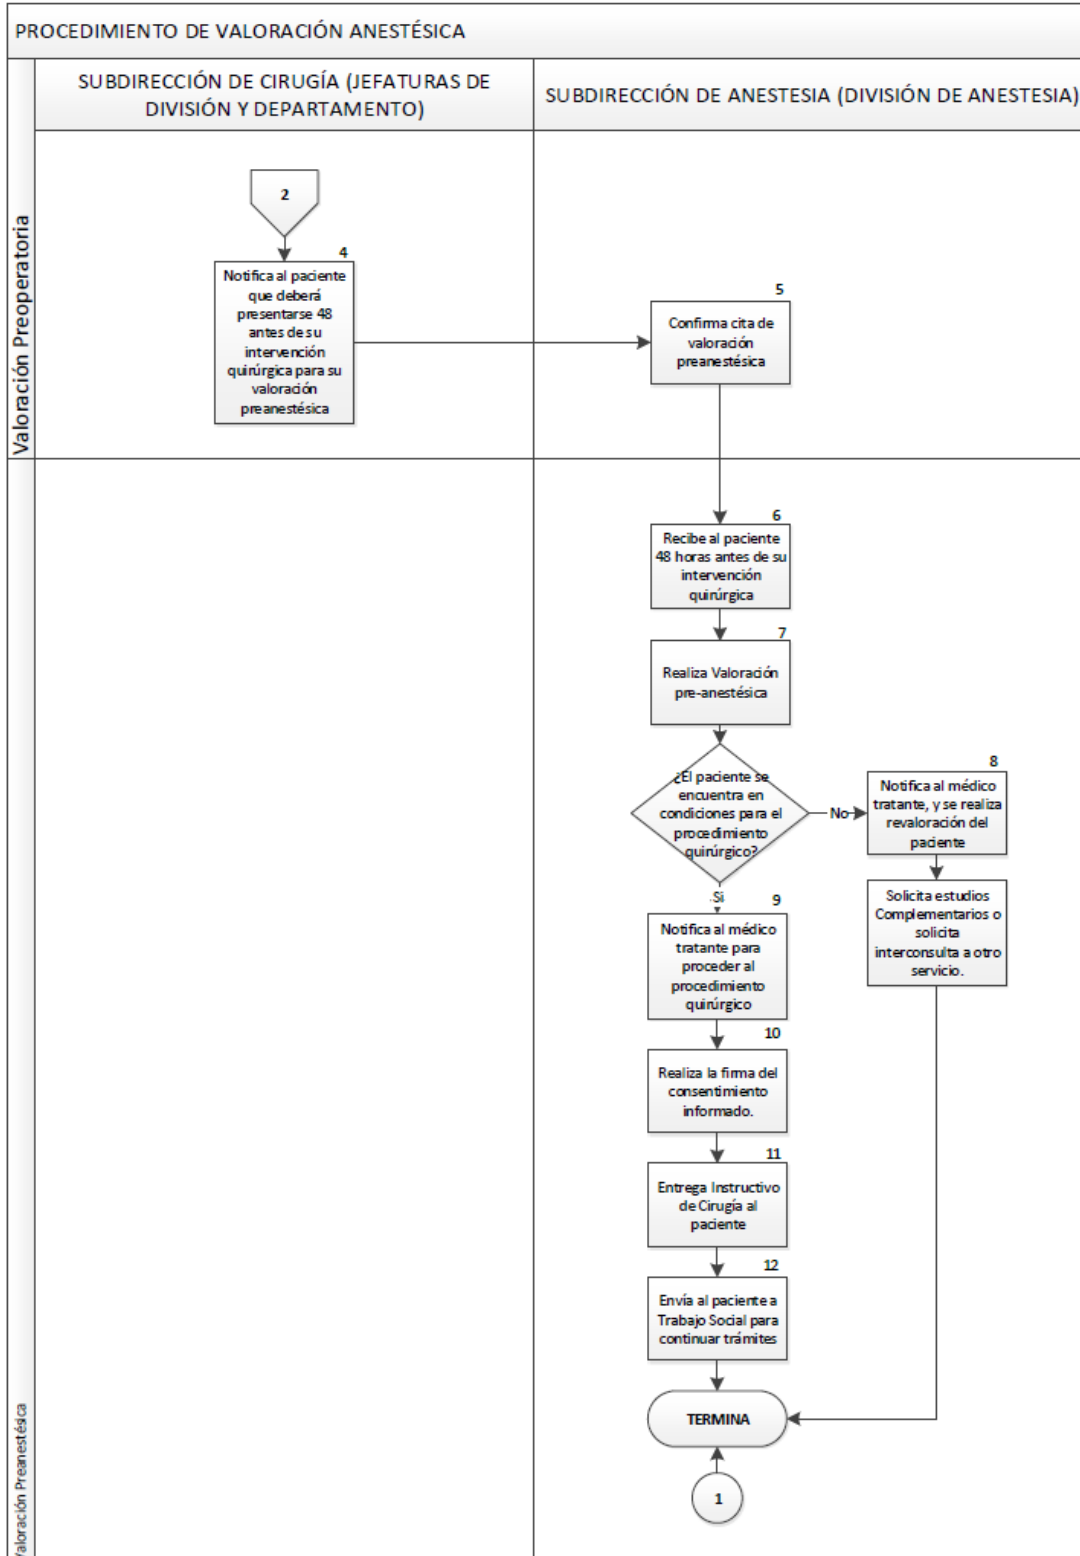 PROCEDIMIENTO DE VALORACIÓN ANESTÉSICA
SUBDIRECCIÓN DE CIRUGÍA (JEFATURAS DE
DIVISIÓN Y DEPARTAMENTO)
SUBDIRECCIÓN DE ANESTESIA (DIVISIÓN DE ANESTESIA)
Valoración Preoperatoria
2
4
Notifica al paciente
que deberá
presentarse 48
antes de su
intervención
quirúrgica para su
valoración
preanestésica
5
Confirma cita de
valoración
preanestésica
Valoración Preanestésica
6
Recibe al paciente
48 horas antes de su
intervención
quirúrgica
7
Realiza Valoración
pre-anestésica
¿El paciente se
encuentra en
condiciones para el
procedimiento
quirúrgico?
No
8
Notifica al médico
tratante, y se realiza
revaloración del
paciente
Solicita estudios
Complementarios o
solicita
interconsulta a otro
servicio.
Si
9
Notifica al médico
tratante para
proceder al
procedimiento
quirúrgico
10
Realiza la firma del
consentimiento
informado.
11
Entrega Instructivo
de Cirugía al
paciente
12
Envía al paciente a
Trabajo Social para
continuar trámites
TERMINA
1